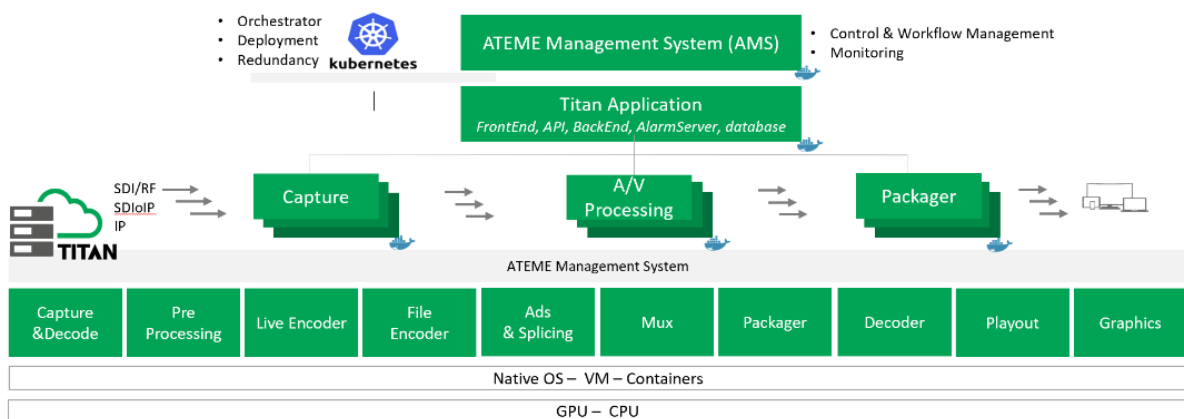 • Orchestrator
• Deployment
• Redundancy
kubernetes
ATEME Management System (AMS)
• Control & Workflow Management
• Monitoring
Titan Application
FrontEnd, API, BackEnd, AlarmServer, database
SDI/RF
SDIoIP
IP
TITAN
Capture
A/V
Processing
Packager
ATEME Management System
Capture
&Decode
Pre
Processing
Live Encoder
File
Encoder
Ads
& Splicing
Mux
Packager
Decoder
Playout
Graphics
Native OS – VM – Containers
GPU – CPU